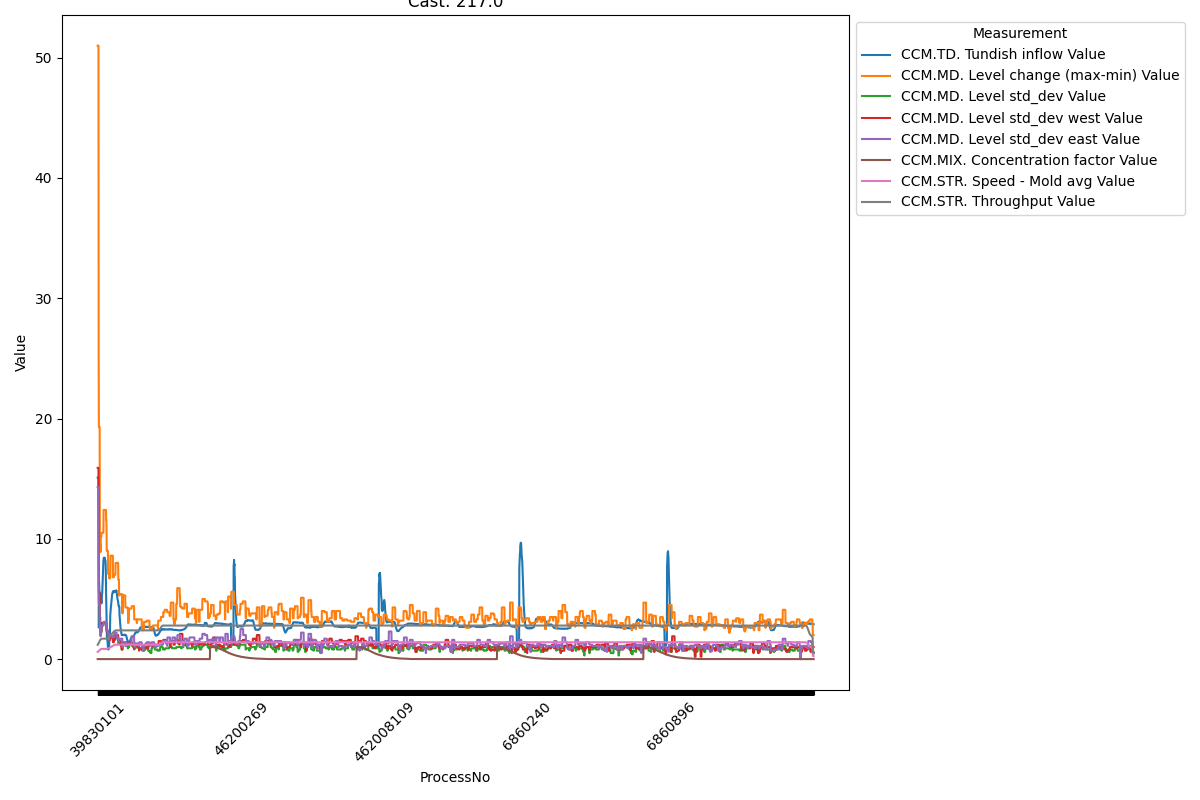 Cast: 217.0
Measurement
CCM.TD. Tundish inflow Value
CCM.MD. Level change (max-min) Value
CCM.MD. Level std_dev Value
CCM.MD. Level std_dev west Value
CCM.MD. Level std_dev east Value
CCM.MIX. Concentration factor Value
CCM.STR. Speed - Mold avg Value
CCM.STR. Throughput Value
50
40
30
20
10
0
Value
39830101
46200269
462008109
6860240
6860896
ProcessNo